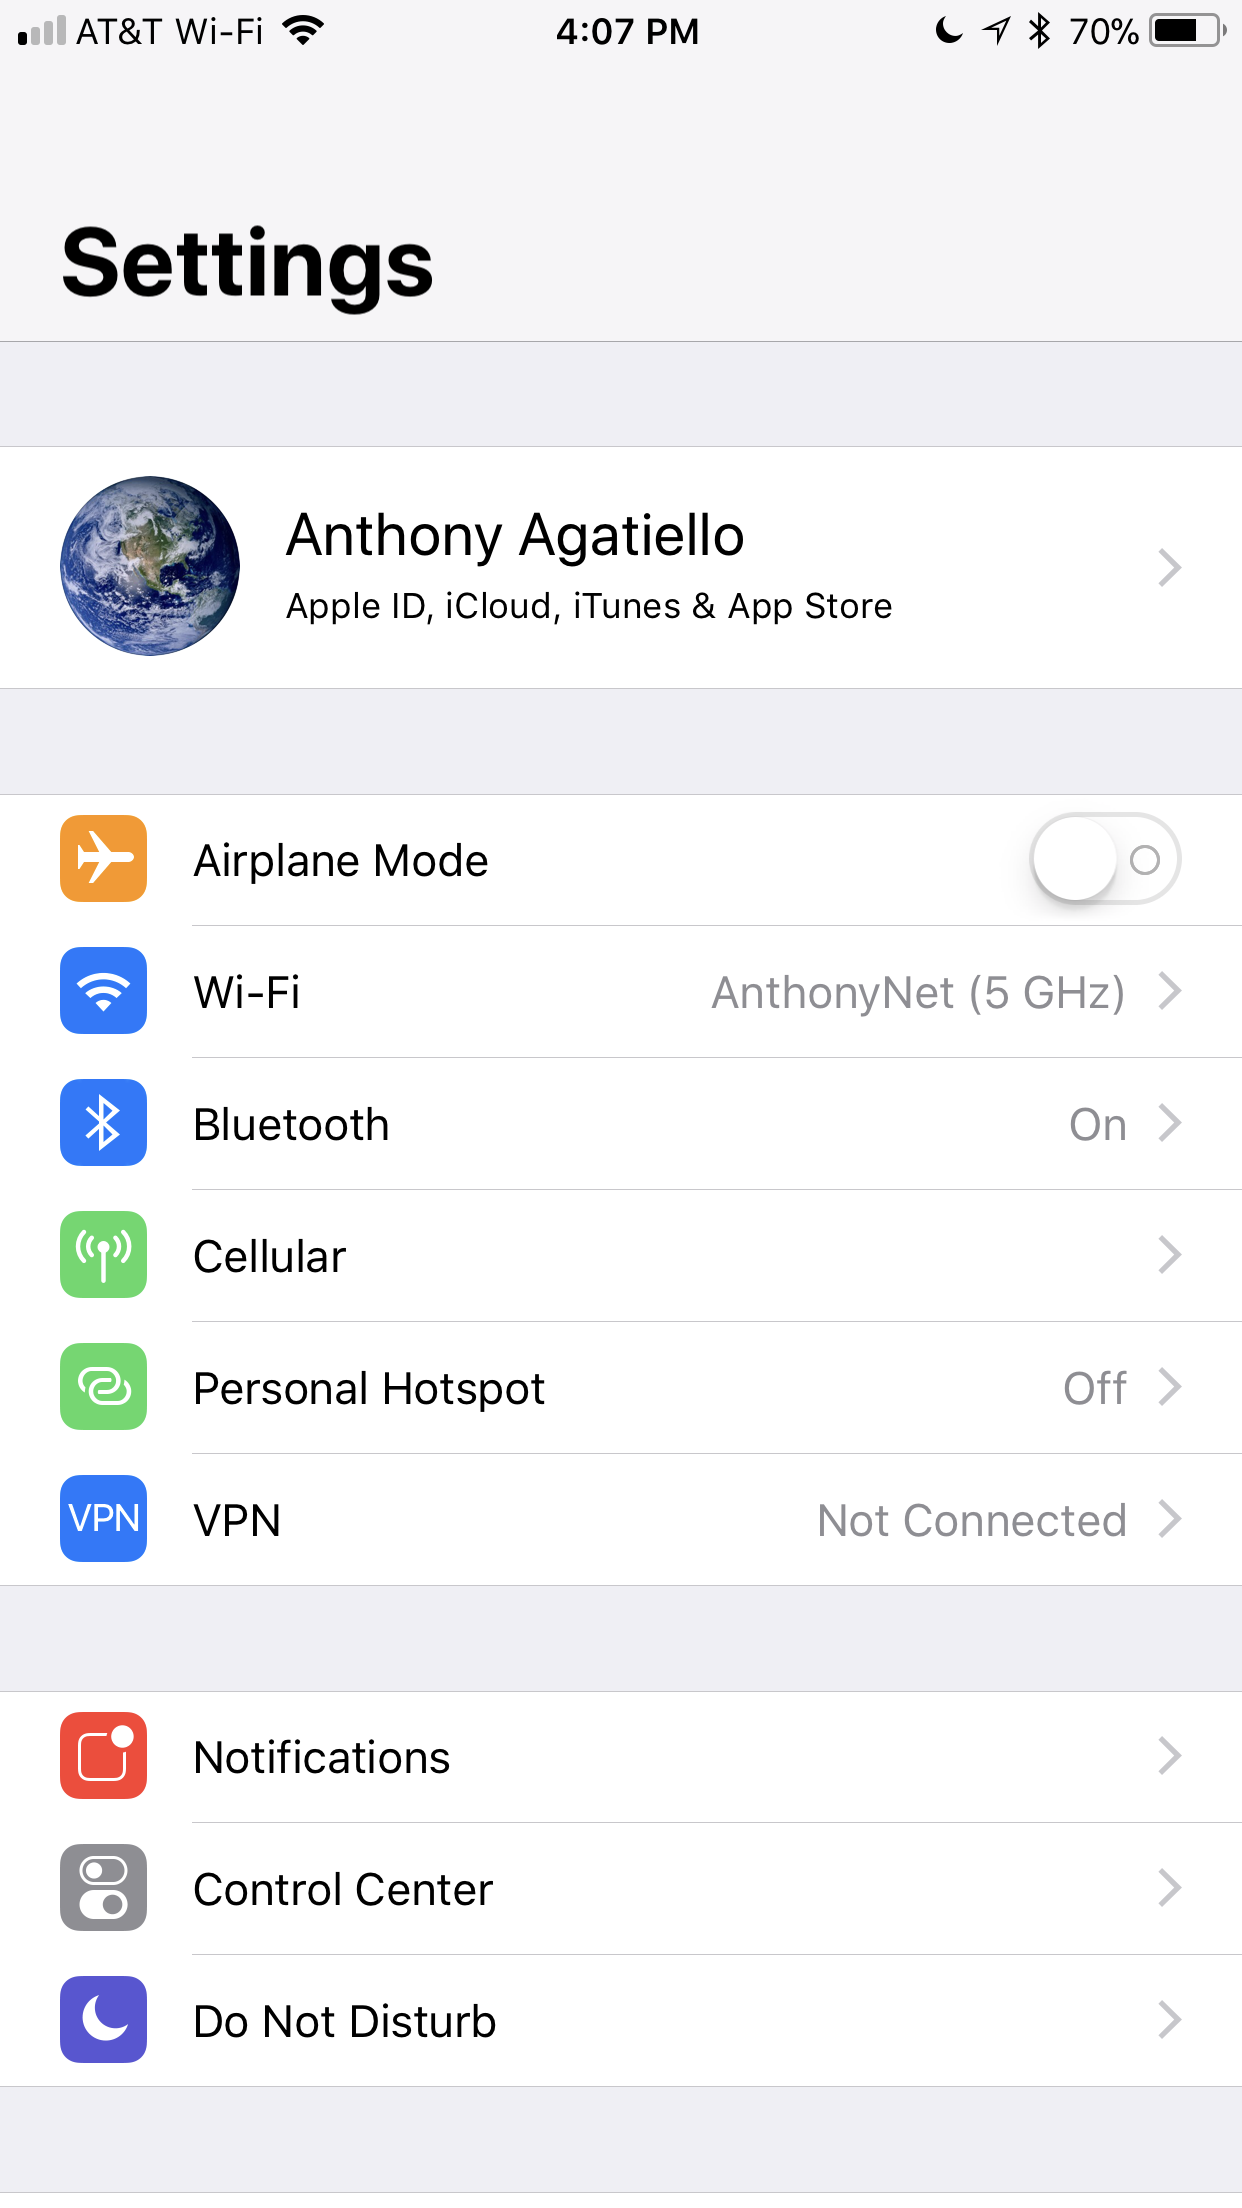 AT&T Wi-Fi 4:07 PM 70%
Settings
Anthony Agatiello
Apple ID, iCloud, iTunes & App Store
Airplane Mode
Wi-Fi AnthonyNet (5 GHz)
Bluetooth On
Cellular
Personal Hotspot Off
VPN VPN Not Connected
Notifications
Control Center
Do Not Disturb